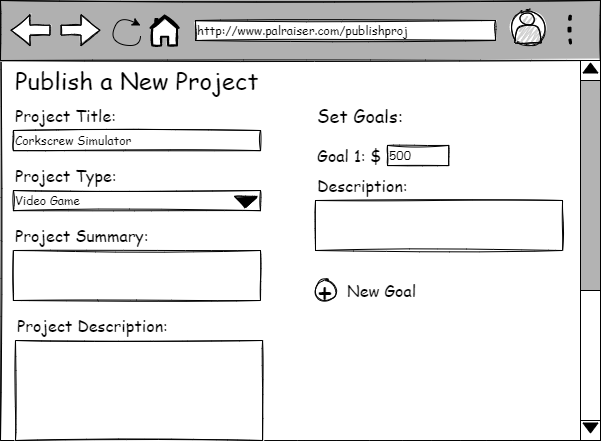 http://www.palraiser.com/publishproj
Publish a New Project
Project Title:
Corkscrew Simulator
Project Type:
Video Game
Project Summary:
Project Description:
Set Goals:
Goal 1: $ 500
Description:
New Goal